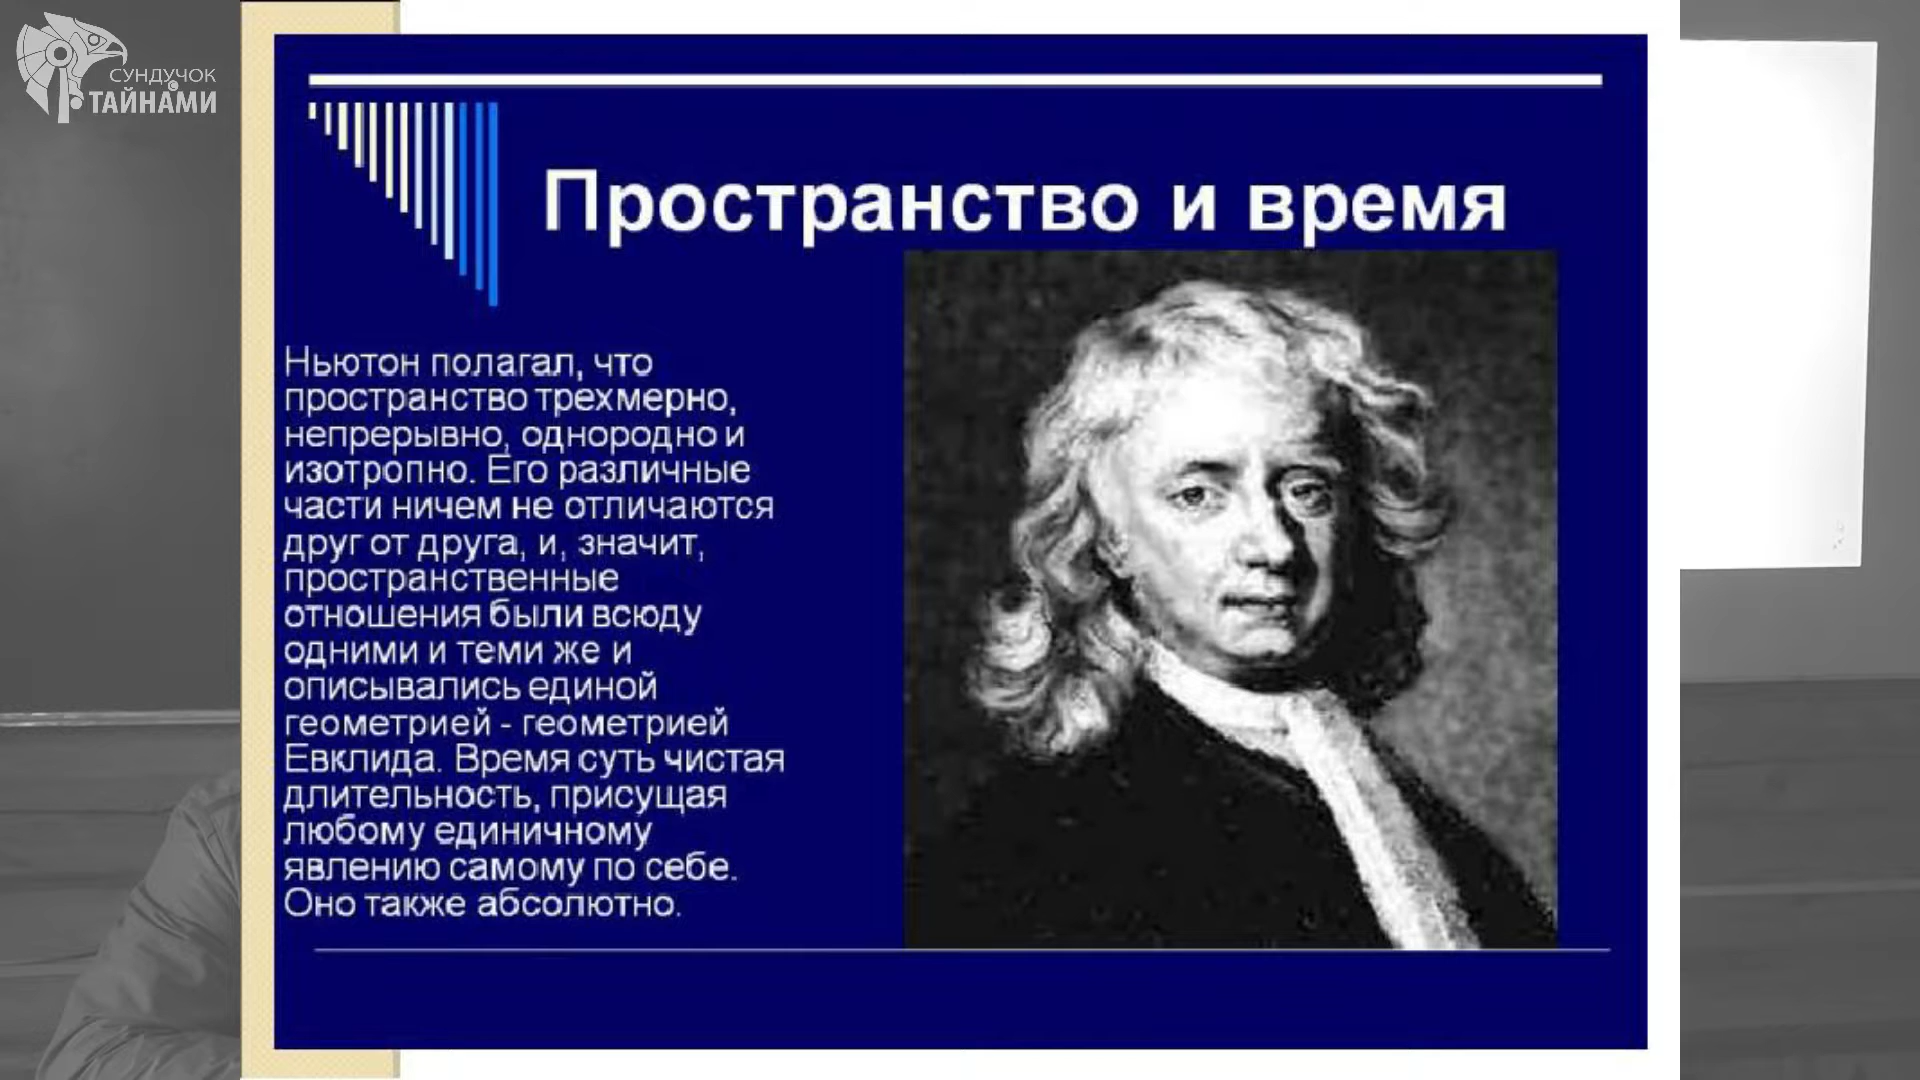 СУНДУЧОК
С ТАЙНАМИ
Пространство и время
Ньютон полагал, что
пространство трехмерно,
непрерывно, однородно и
изотропно. Его различные
части ничем не отличаются
друг от друга, и, значит,
пространственные
отношения были всюду
одними и теми же и
описывались единой
геометрией - геометрией
Евклида. Время суть чистая
длительность, присущая
любому единичному
явлению самому по себе.
Оно также абсолютно.